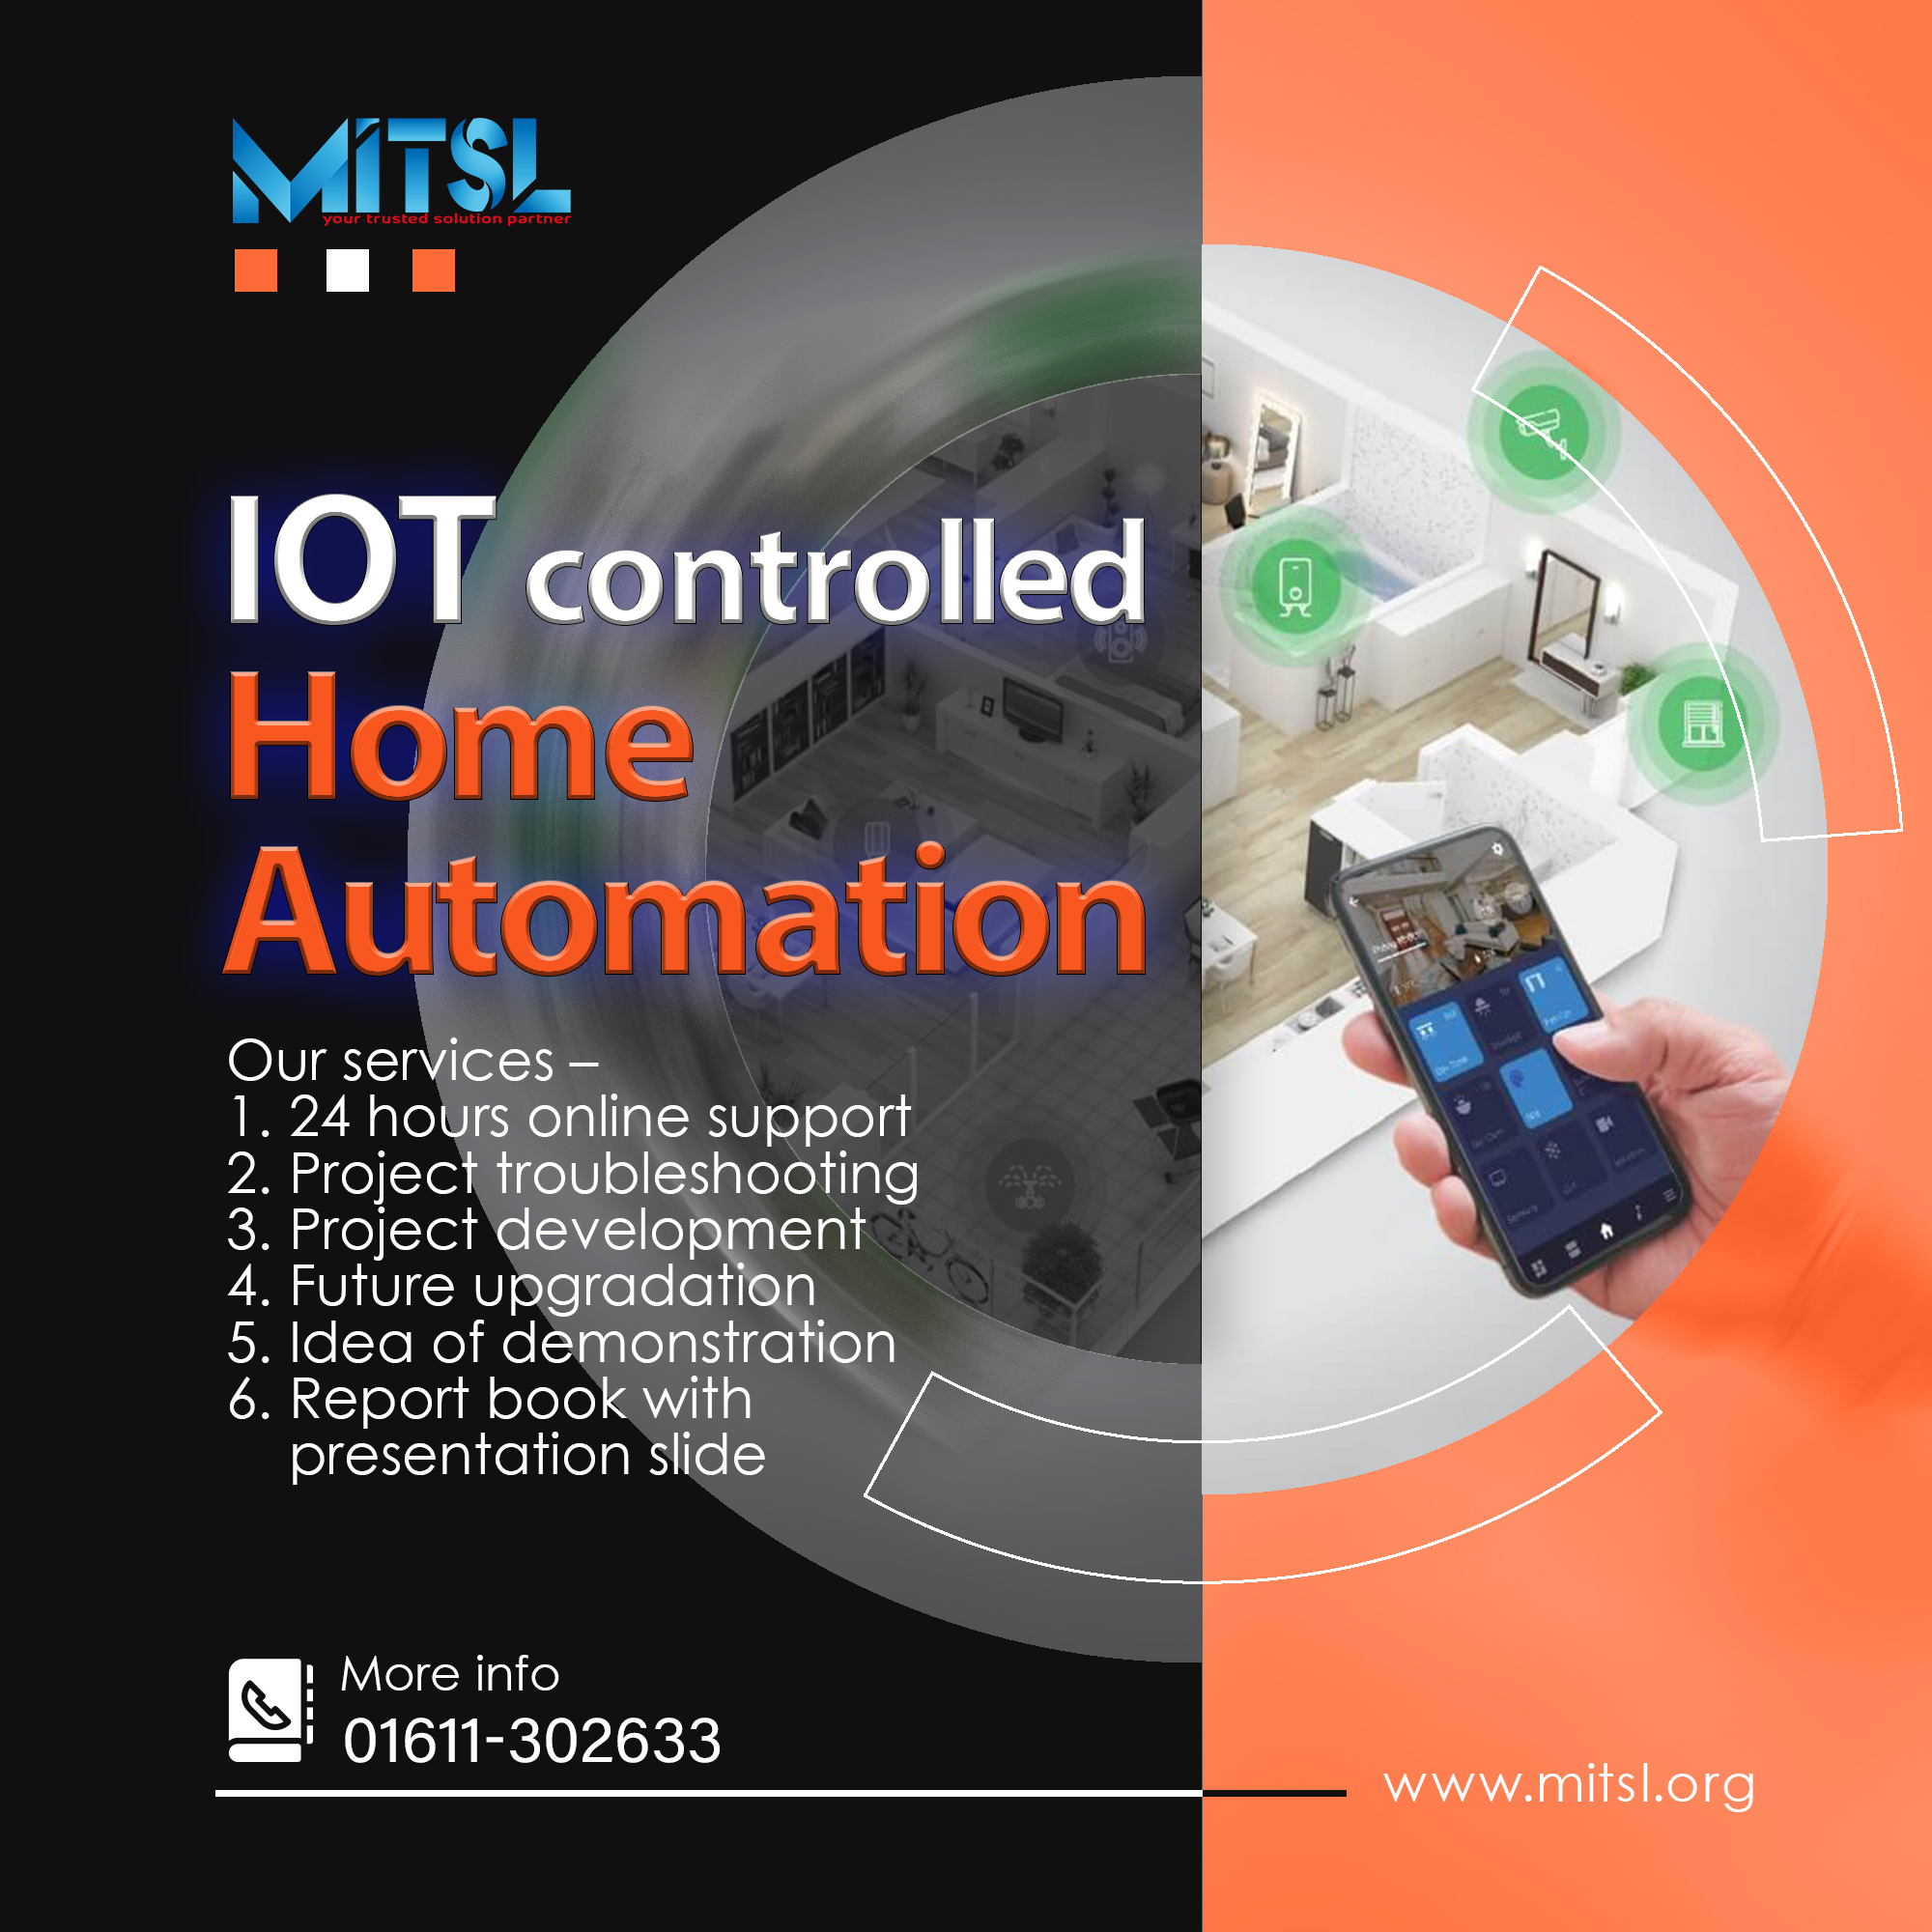 MITSL
your trusted solution partner
IOT controlled
Home
Automation
Our services –
1. 24 hours online support
2. Project troubleshooting
3. Project development
4. Future upgradation
5. Idea of demonstration
6. Report book with
presentation slide
More info
01611-302633
www.mitsl.org